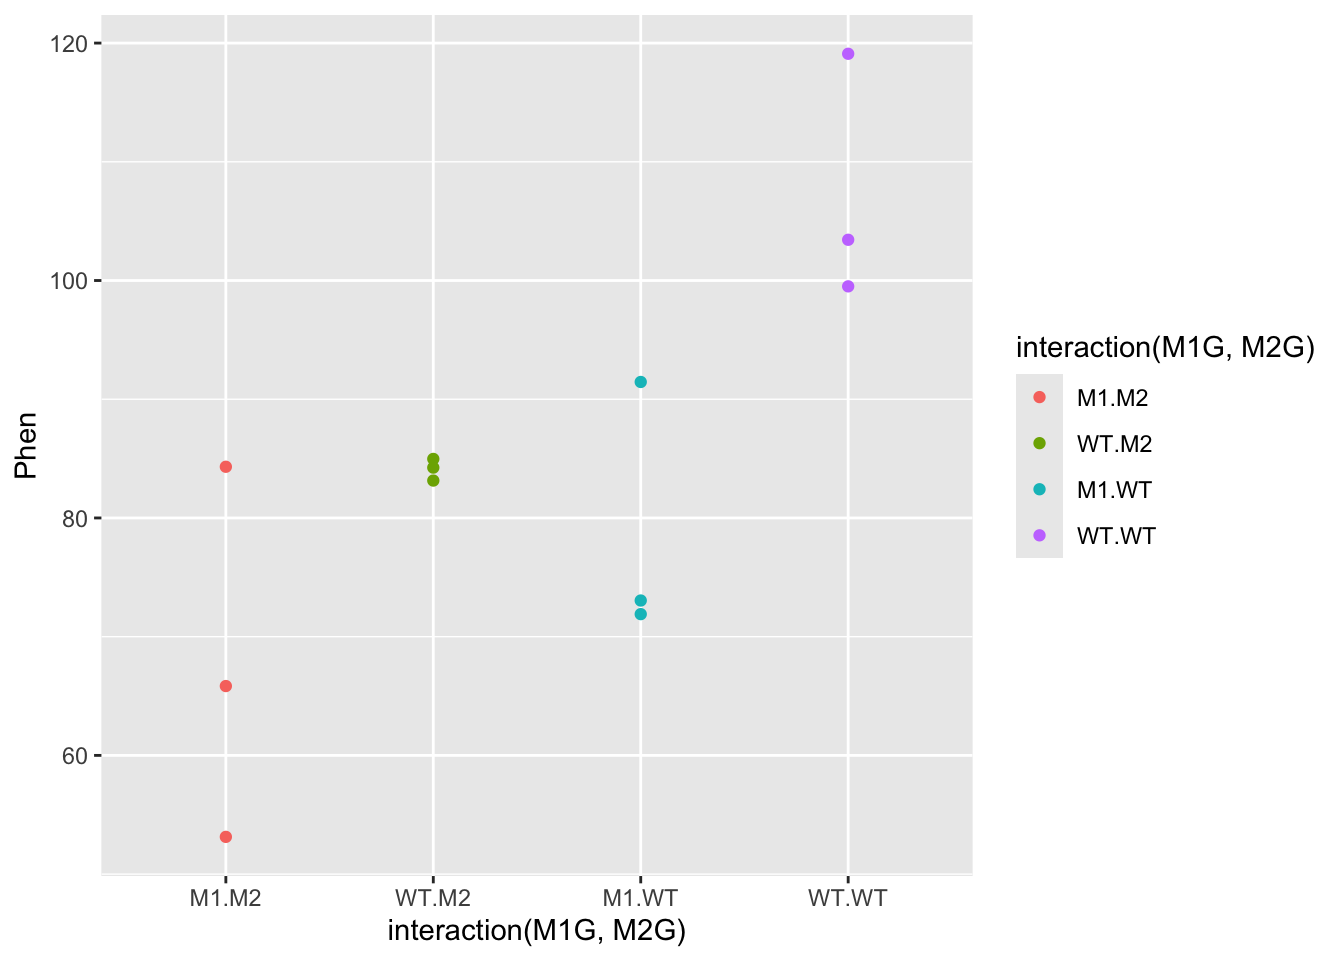 120
100
80
60
Phen
M1.M2 WT.M2 M1.WT WT.WT
interaction(M1G, M2G)
interaction(M1G, M2G)
M1.M2
WT.M2
M1.WT
WT.WT